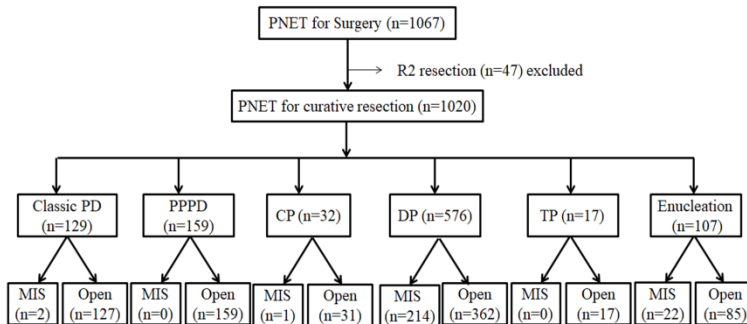 PNET for Surgery (n=1067)
R2 resection (n=47) excluded
PNET for curative resection (n=1020)
Classic PD
(n=129)
PPPD
(n=159)
CP (n=32)
DP (n=576)
TP (n=17)
Enucleation
(n=107)
MIS
(n=2)
Open
(n=127)
MIS
(n=0)
Open
(n=159)
MIS
(n=1)
Open
(n=31)
MIS
(n=214)
Open
(n=362)
MIS
(n=0)
Open
(n=17)
MIS
(n=22)
Open
(n=85)